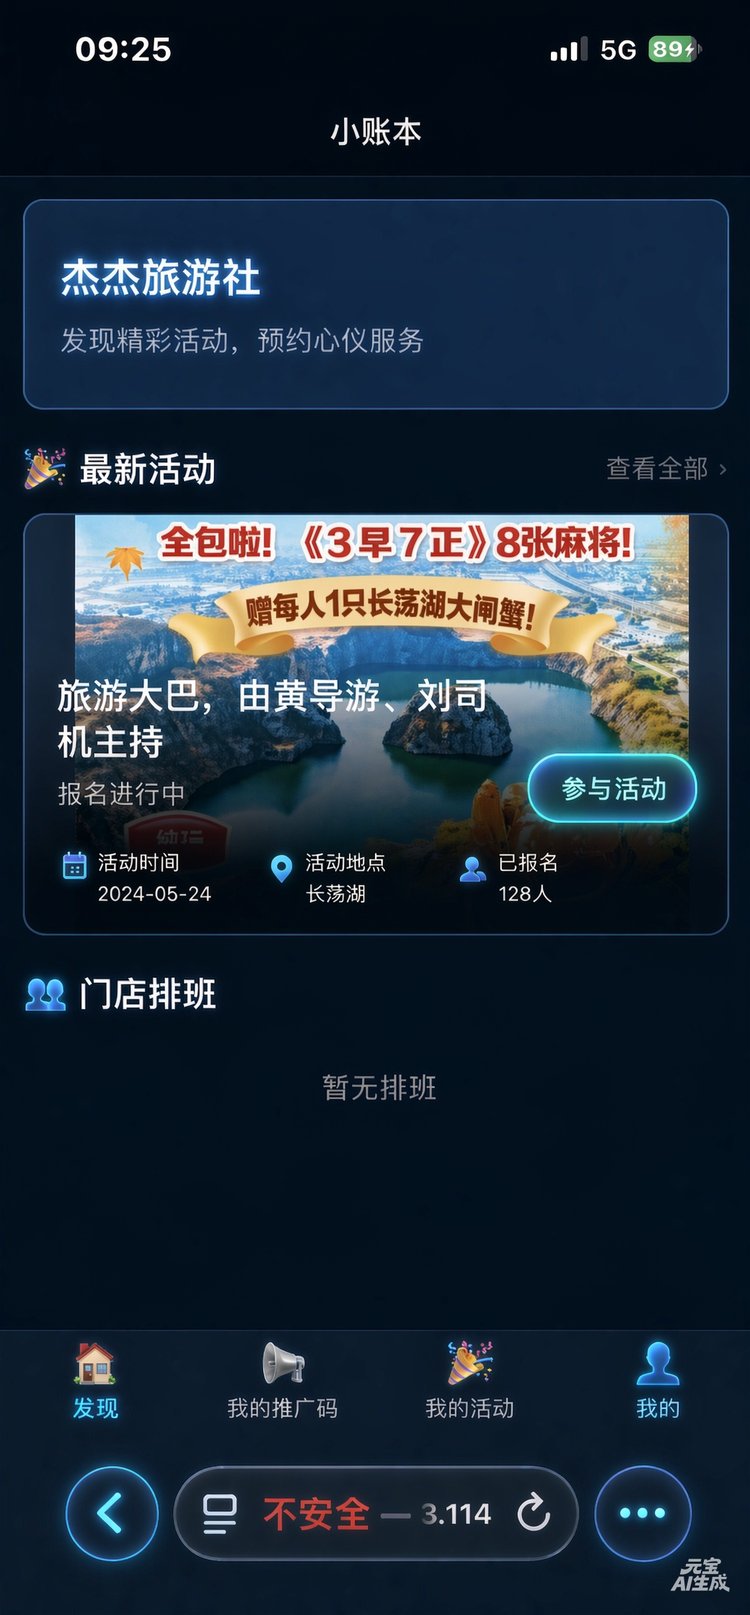 09:25
5G
89
小账本
杰杰旅游社
发现精彩活动，预约心仪服务
最新活动
查看全部
全包啦！《3早7正》8张麻将！
赠每人1只长荡湖大闸蟹！
旅游大巴，由黄导游、刘司
机主持
报名进行中
参与活动
活动时间
2024-05-24
活动地点
长荡湖
已报名
128人
门店排班
暂无排班
发现
我的推广码
我的活动
我的
不安全 — 3.114
元宝
AI生成